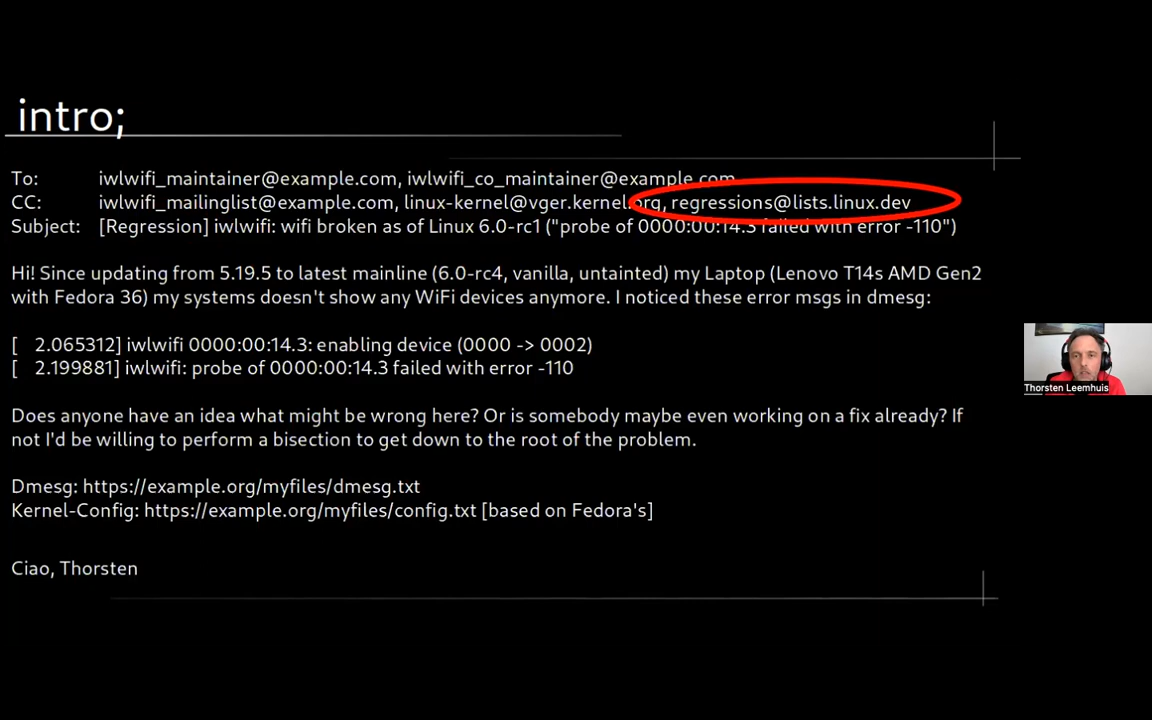 intro;
To: iwlwifi_maintainer@example.com, iwlwifi_co_maintainer@example.com
CC: iwlwifi_mailinglist@example.com, linux-kernel@vger.kernel.org, regressions@lists.linux.dev
Subject: [Regression] iwlwifi: wifi broken as of Linux 6.0-rc1 ("probe of 0000:00:14.3 failed with error -110")
Hi! Since updating from 5.19.5 to latest mainline (6.0-rc4, vanilla, untainted) my Laptop (Lenovo T14s AMD Gen2
with Fedora 36) my systems doesn't show any WiFi devices anymore. I noticed these error msgs in dmesg:
[ 2.065312] iwlwifi 0000:00:14.3: enabling device (0000 -> 0002)
[ 2.199881] iwlwifi: probe of 0000:00:14.3 failed with error -110
Does anyone have an idea what might be wrong here? Or is somebody maybe even working on a fix already? If
not I'd be willing to perform a bisection to get down to the root of the problem.
Dmesg: https://example.org/myfiles/dmesg.txt
Kernel-Config: https://example.org/myfiles/config.txt [based on Fedora's]
Ciao, Thorsten
Thorsten Leemhuis